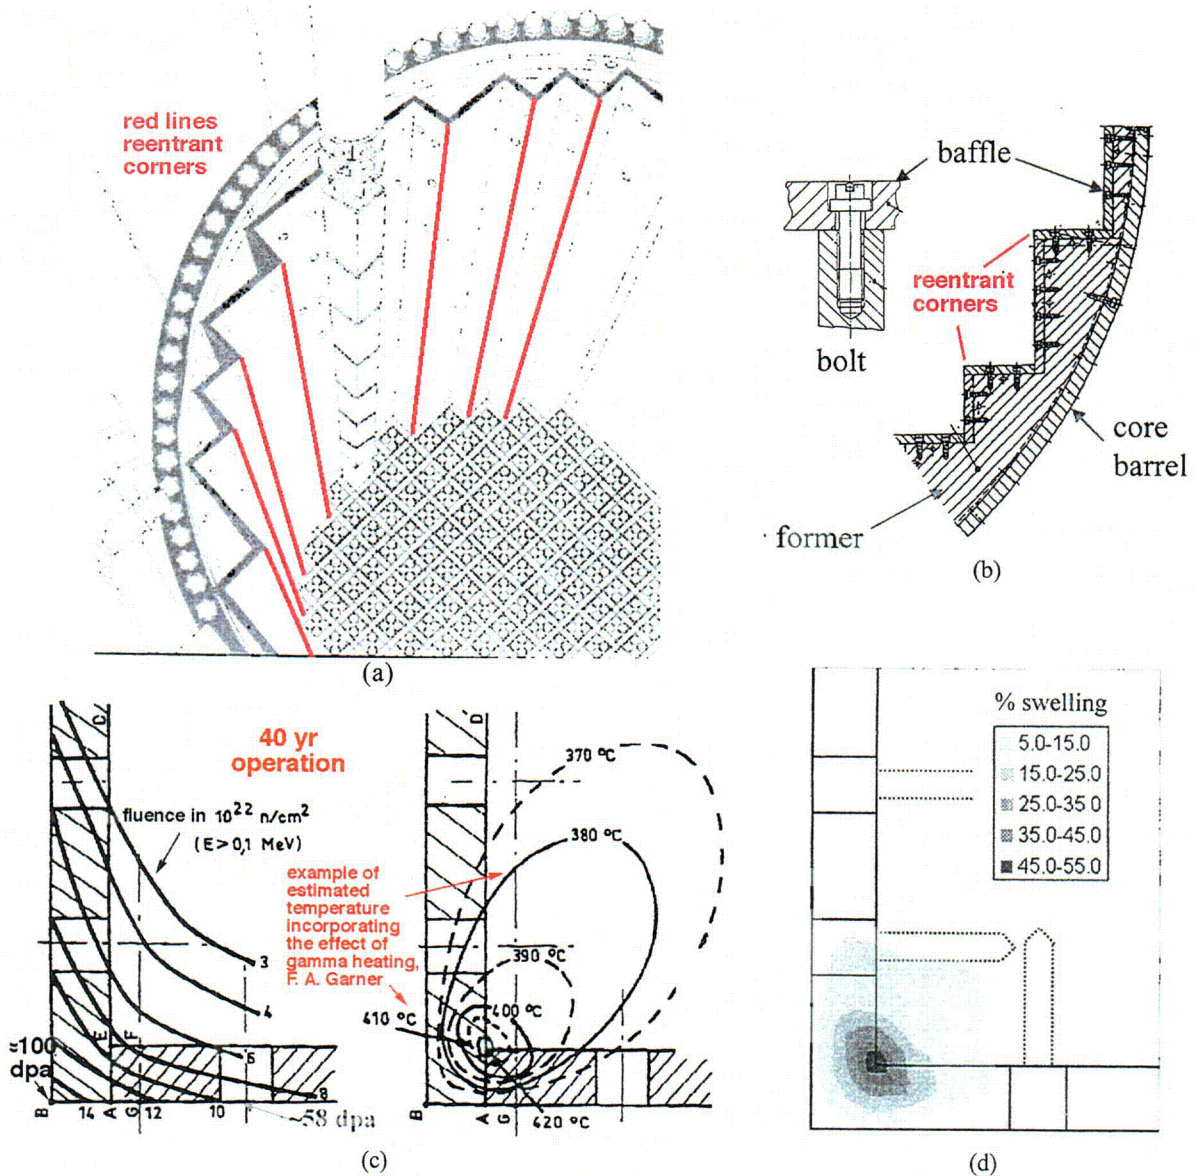 red lines
reentrant
corners
(a)
baffle
reentrant
corners
bolt
core
barrel
former
(b)
40 yr
operation
C
fluence in 10²² n/cm²
(E>0,1 MeV)
3
4
6
8
E
F
≈100
dpa
B
14
A
G
12
10
~58 dpa
D
370 °C
380 °C
390 °C
400 °C
410 °C
420 °C
example of
estimated
temperature
incorporating
the effect of
gamma heating,
F. A. Garner
B
A
G
(c)
% swelling
5.0-15.0
15.0-25.0
25.0-35.0
35.0-45.0
45.0-55.0
(d)